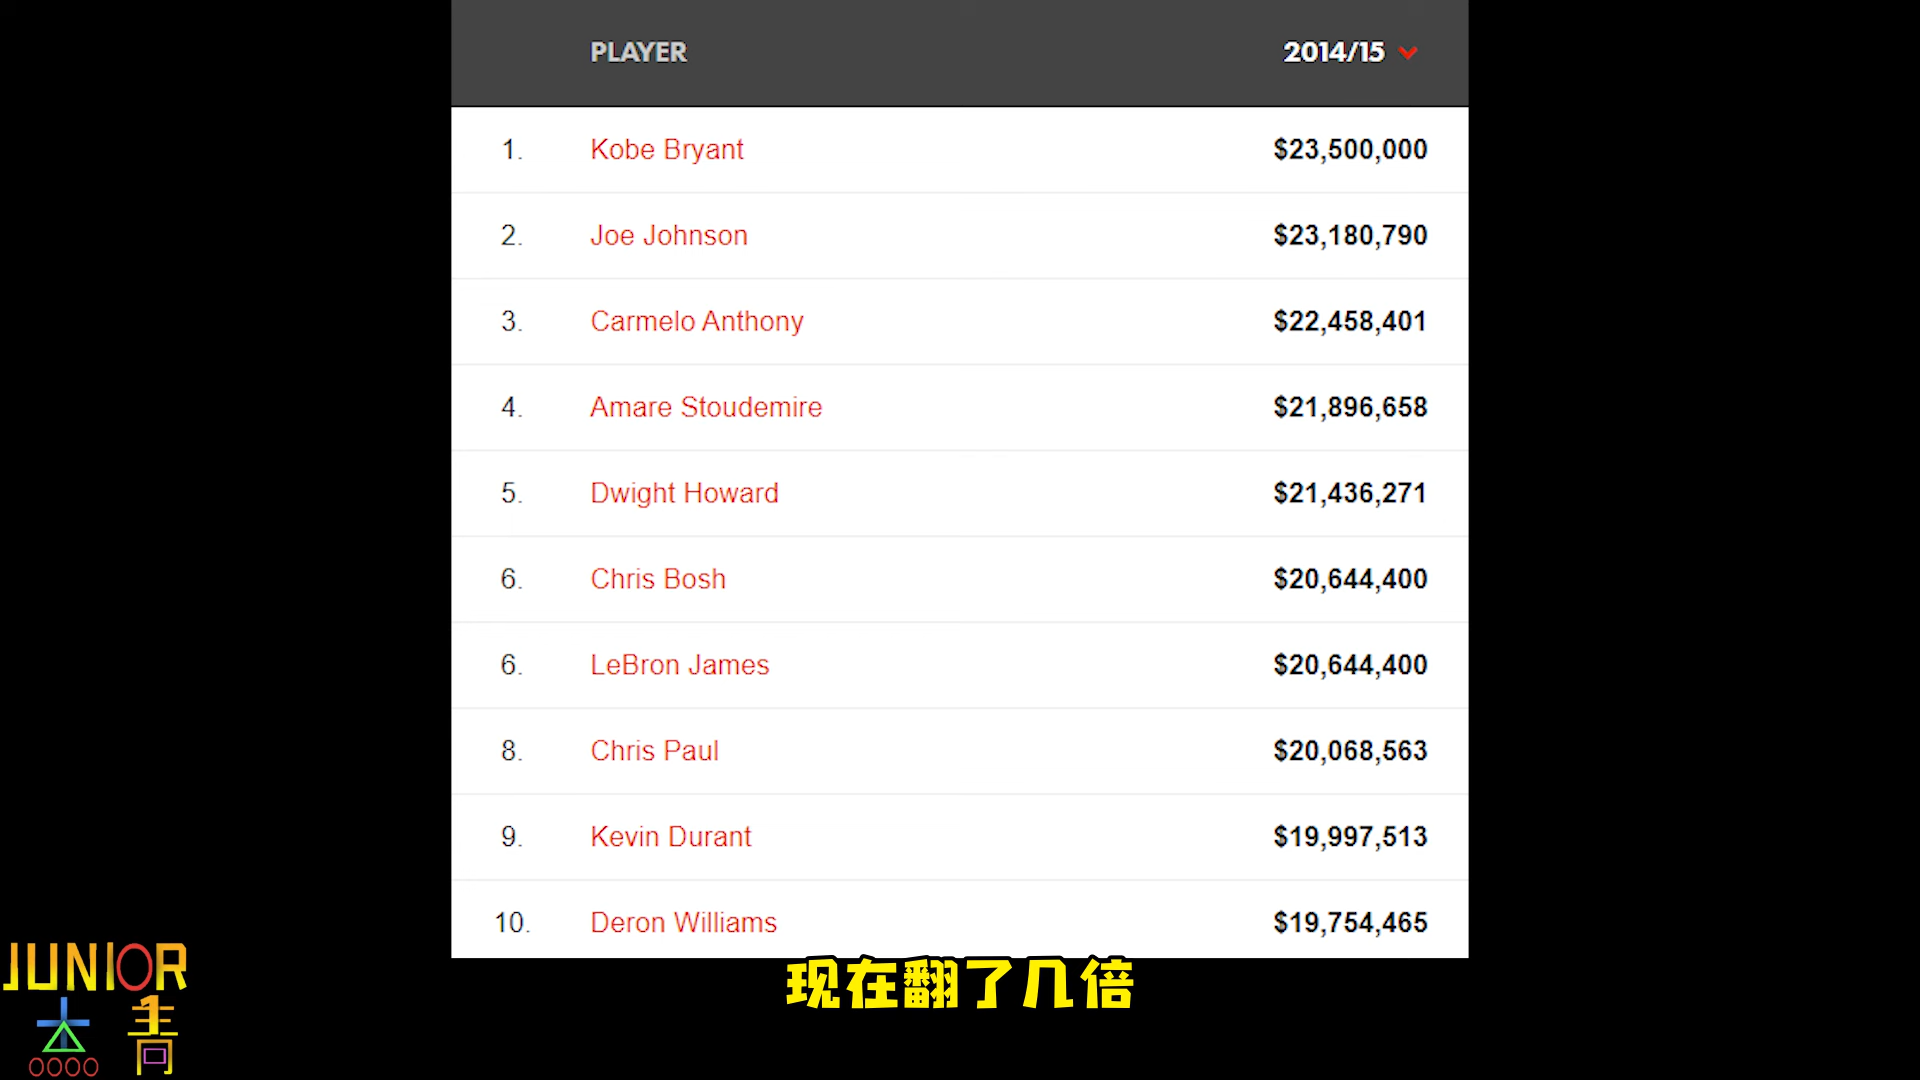 PLAYER 2014/15
1. Kobe Bryant $23,500,000
2. Joe Johnson $23,180,790
3. Carmelo Anthony $22,458,401
4. Amare Stoudemire $21,896,658
5. Dwight Howard $21,436,271
6. Chris Bosh $20,644,400
6. LeBron James $20,644,400
8. Chris Paul $20,068,563
9. Kevin Durant $19,997,513
10. Deron Williams $19,754,465
现在翻了几倍
JUNIOR